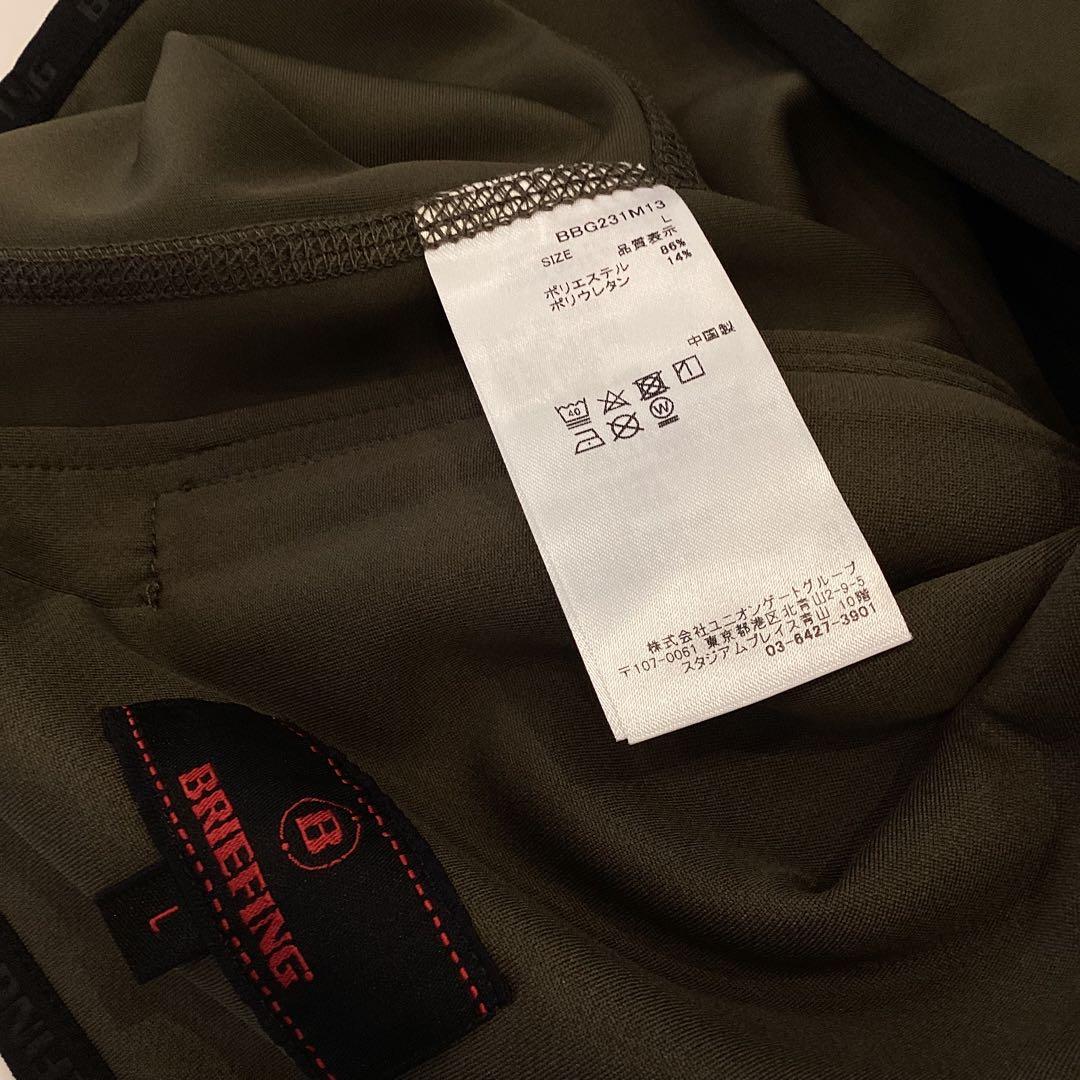 BBG231M13
SIZE L
品質表示
ポリエステル 86%
ポリウレタン 14%
中国製
40
W
株式会社ユニオンゲートグループ
〒107-0061 東京都港区北青山2-9-5
スタジアムプレイス青山 10階
03-6427-3901
B
BRIEFING
L